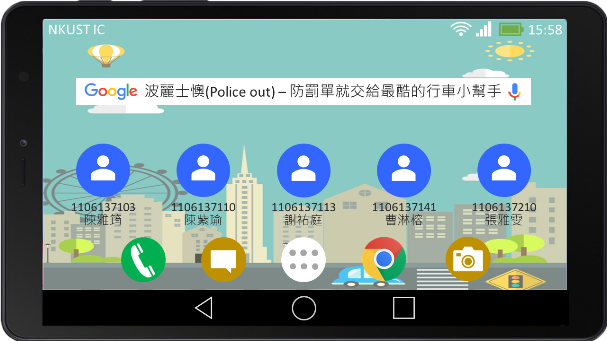 NKUST IC 15:58
Google 波麗士懊(Police out) – 防罰單就交給最酷的行車小幫手
1106137103 1106137110 1106137113 1106137141 1106137210
陳雅筠 陳紫瑜 謝祐庭 曹淋榕 張雅雯